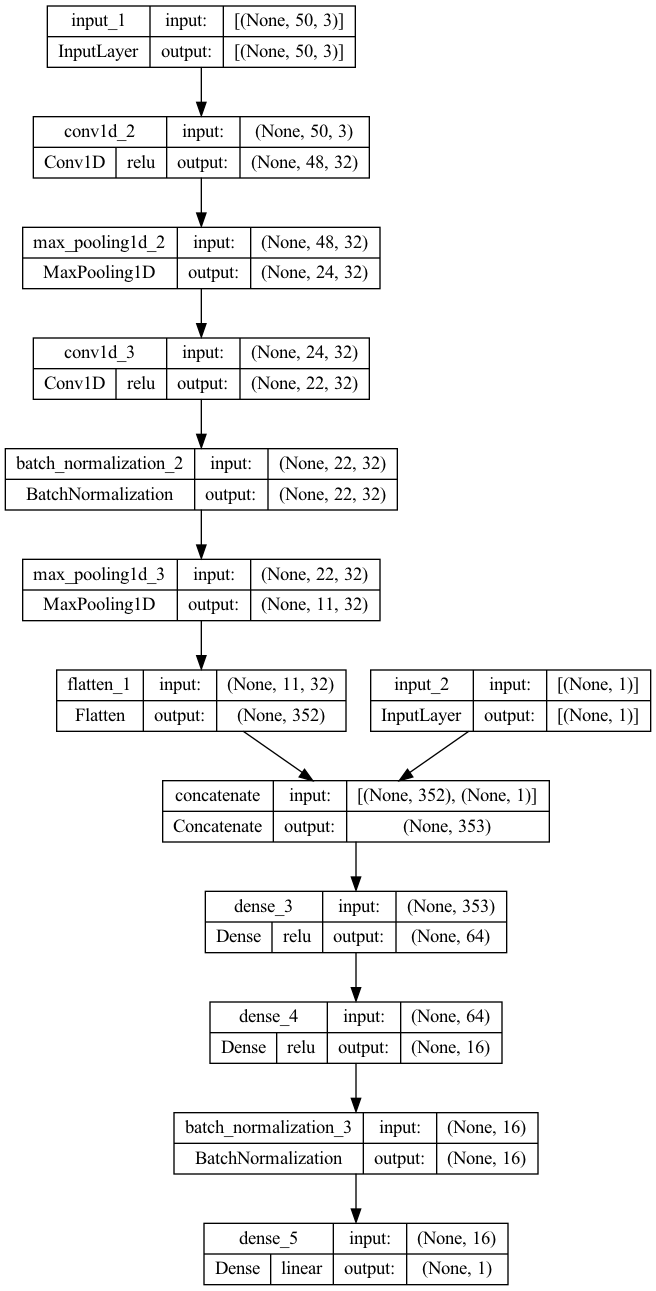 input_1 input: [(None, 50, 3)]
InputLayer output: [(None, 50, 3)]
conv1d_2 input: (None, 50, 3)
Conv1D relu output: (None, 48, 32)
max_pooling1d_2 input: (None, 48, 32)
MaxPooling1D output: (None, 24, 32)
conv1d_3 input: (None, 24, 32)
Conv1D relu output: (None, 22, 32)
batch_normalization_2 input: (None, 22, 32)
BatchNormalization output: (None, 22, 32)
max_pooling1d_3 input: (None, 22, 32)
MaxPooling1D output: (None, 11, 32)
flatten_1 input: (None, 11, 32)
Flatten output: (None, 352)
input_2 input: [(None, 1)]
InputLayer output: [(None, 1)]
concatenate input: [(None, 352), (None, 1)]
Concatenate output: (None, 353)
dense_3 input: (None, 353)
Dense relu output: (None, 64)
dense_4 input: (None, 64)
Dense relu output: (None, 16)
batch_normalization_3 input: (None, 16)
BatchNormalization output: (None, 16)
dense_5 input: (None, 16)
Dense linear output: (None, 1)